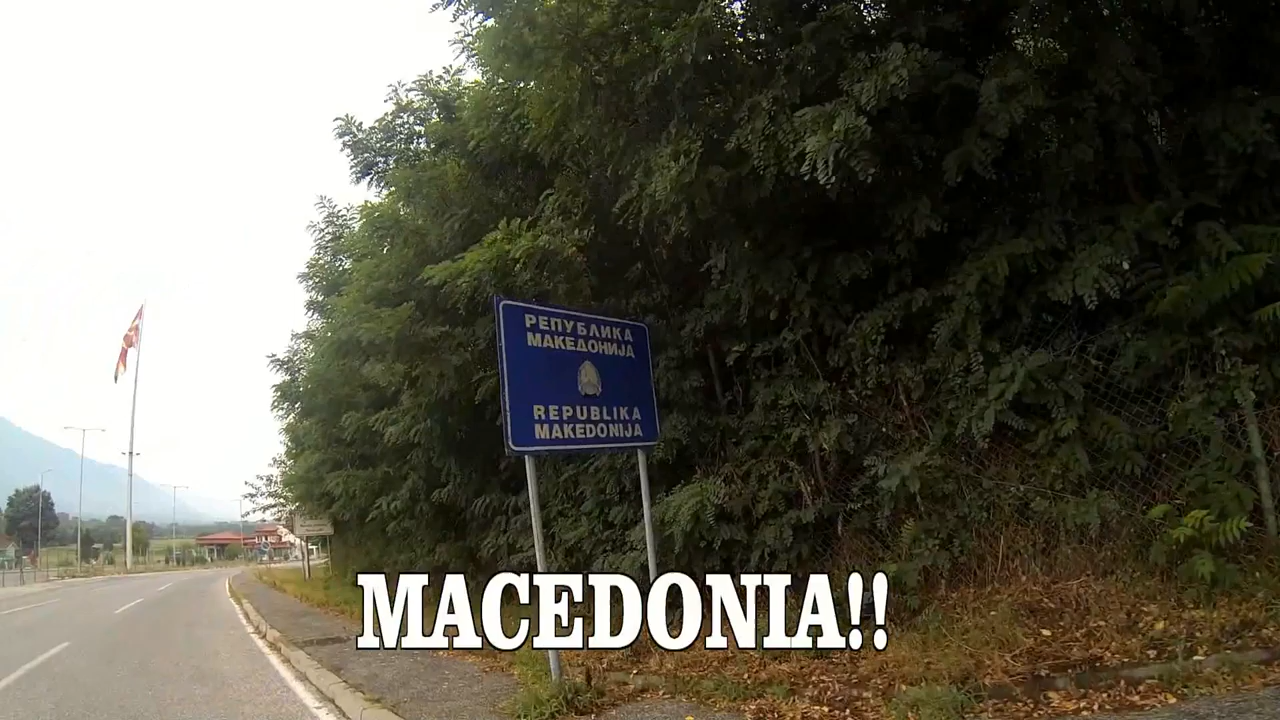 РЕПУБЛИКА
МАКЕДОНИЈА
REPUBLIKA
MAKEDONIJA
MACEDONIA!!